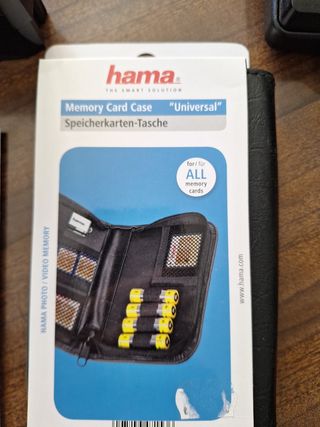 hama®
THE SMART SOLUTION
Memory Card Case "Universal"
Speicherkarten-Tasche
for/für
ALL
memory
cards
HAMA PHOTO / VIDEO MEMORY
www.hama.com